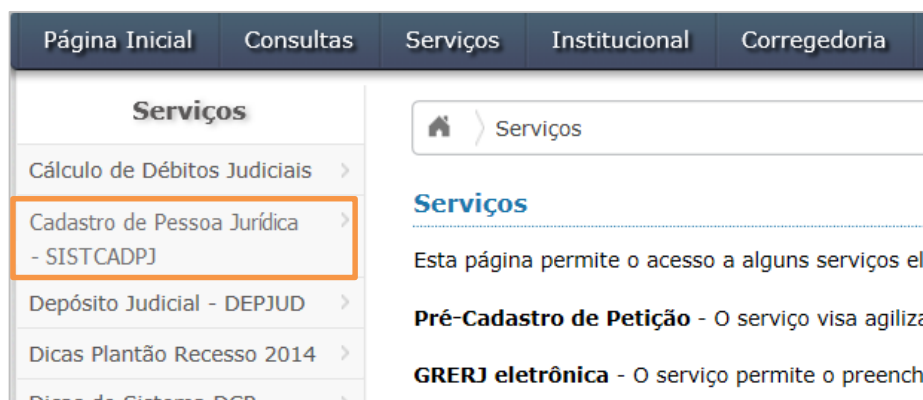 Página Inicial Consultas Serviços Institucional Corregedoria
Serviços
Cálculo de Débitos Judiciais
Cadastro de Pessoa Jurídica
- SISTCADPJ
Depósito Judicial - DEPJUD
Dicas Plantão Recesso 2014
Serviços
Serviços
Esta página permite o acesso a alguns serviços el
Pré-Cadastro de Petição - O serviço visa agiliza
GRERJ eletrônica - O serviço permite o preench